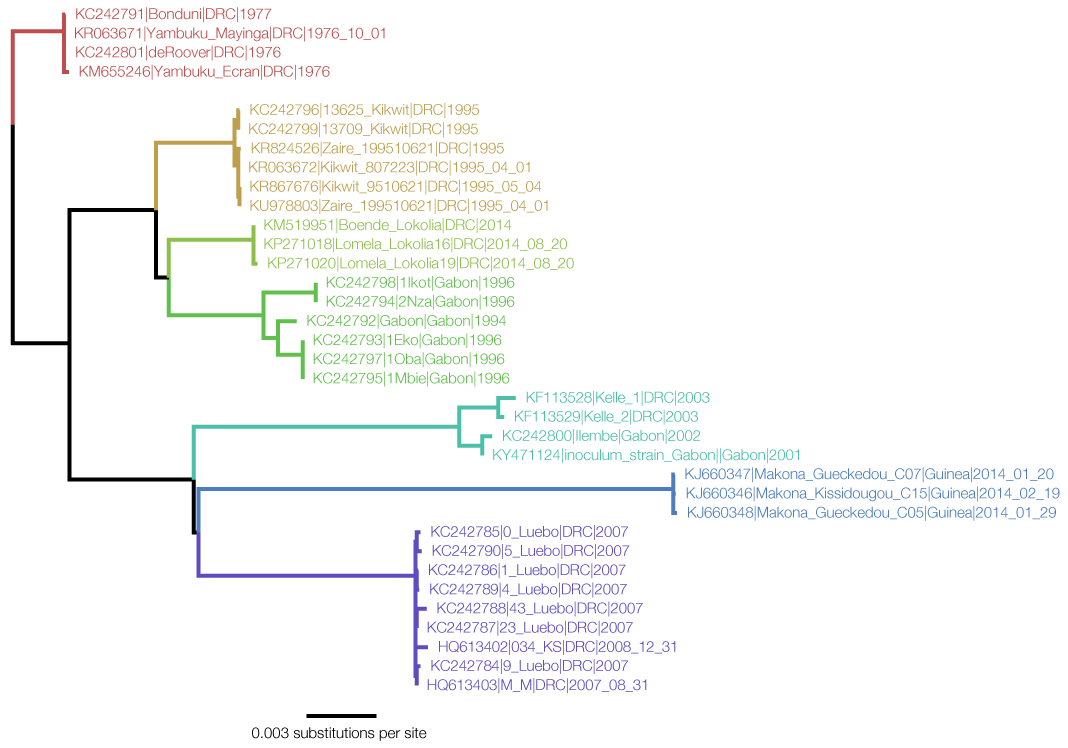 KC242791|Bonduni|DRC|1977
KR063671|Yambuku_Mayinga|DRC|1976_10_01
KC242801|deRoover|DRC|1976
KM655246|Yambuku_Ecran|DRC|1976
KC242796|13625_Kikwit|DRC|1995
KC242799|13709_Kikwit|DRC|1995
KR824526|Zaire_199510621|DRC|1995
KR063672|Kikwit_807223|DRC|1995_04_01
KR867676|Kikwit_9510621|DRC|1995_05_04
KU978803|Zaire_199510621|DRC|1995_04_01
KM519951|Boende_Lokolia|DRC|2014
KP271018|Lomela_Lokolia16|DRC|2014_08_20
KP271020|Lomela_Lokolia19|DRC|2014_08_20
KC242798|1Ikot|Gabon|1996
KC242794|2Nza|Gabon|1996
KC242792|Gabon|Gabon|1994
KC242793|1Eko|Gabon|1996
KC242797|1Oba|Gabon|1996
KC242795|1Mbie|Gabon|1996
KF113528|Kelle_1|DRC|2003
KF113529|Kelle_2|DRC|2003
KC242800|Ilembe|Gabon|2002
KY471124|inoculum_strain_Gabon||Gabon|2001
KJ660347|Makona_Gueckedou_C07|Guinea|2014_01_20
KJ660346|Makona_Kissidougou_C15|Guinea|2014_02_19
KJ660348|Makona_Gueckedou_C05|Guinea|2014_01_29
KC242785|0_Luebo|DRC|2007
KC242790|5_Luebo|DRC|2007
KC242786|1_Luebo|DRC|2007
KC242789|4_Luebo|DRC|2007
KC242788|43_Luebo|DRC|2007
KC242787|23_Luebo|DRC|2007
HQ613402|034_KS|DRC|2008_12_31
KC242784|9_Luebo|DRC|2007
HQ613403|M_M|DRC|2007_08_31
0.003 substitutions per site